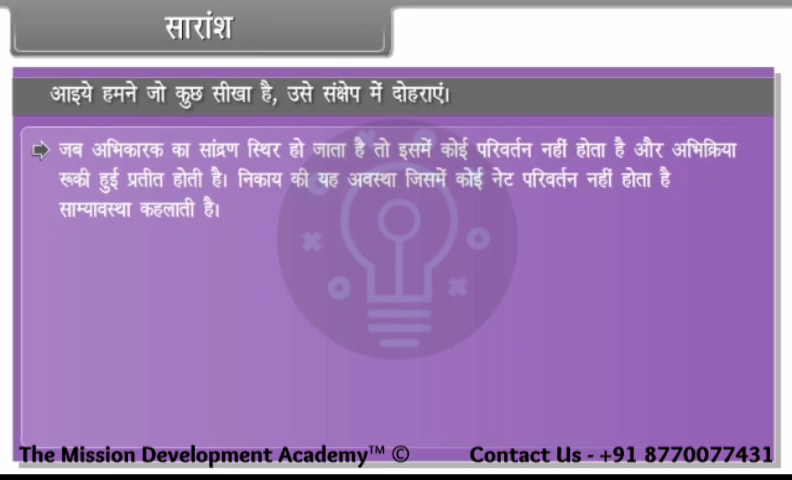 सारांश
आइये हमने जो कुछ सीखा है, उसे संक्षेप में दोहराएं।
जब अभिकारक का सांद्रण स्थिर हो जाता है तो इसमें कोई परिवर्तन नहीं होता है और अभिक्रिया
रूकी हुई प्रतीत होती है। निकाय की यह अवस्था जिसमें कोई नेट परिवर्तन नहीं होता है
साम्यावस्था कहलाती है।
The Mission Development Academy™ © Contact Us - +91 8770077431